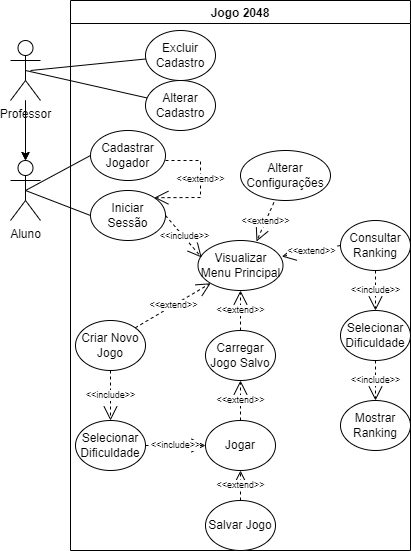 Jogo 2048
Excluir
Cadastro
Alterar
Cadastro
Professor
Cadastrar
Jogador
Alterar
Configurações
<<extend>>
Iniciar
Sessão
<<extend>>
Aluno
<<include>>
Consultar
Ranking
<<extend>>
Visualizar
Menu Principal
<<include>>
<<extend>>
<<extend>>
Criar Novo
Jogo
Carregar
Jogo Salvo
Selecionar
Dificuldade
<<include>>
<<include>>
<<extend>>
Selecionar
Dificuldade
<<include>>
Jogar
Mostrar
Ranking
<<extend>>
Salvar Jogo